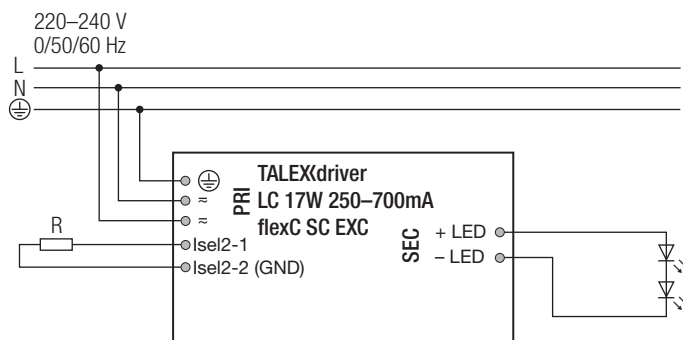 220–240 V
0/50/60 Hz
L
N
PRI
TALEXXdriver
LC 17W 250–700mA
flexC SC EXC
≂
≂
R
Isel2-1
Isel2-2 (GND)
SEC
+ LED
– LED